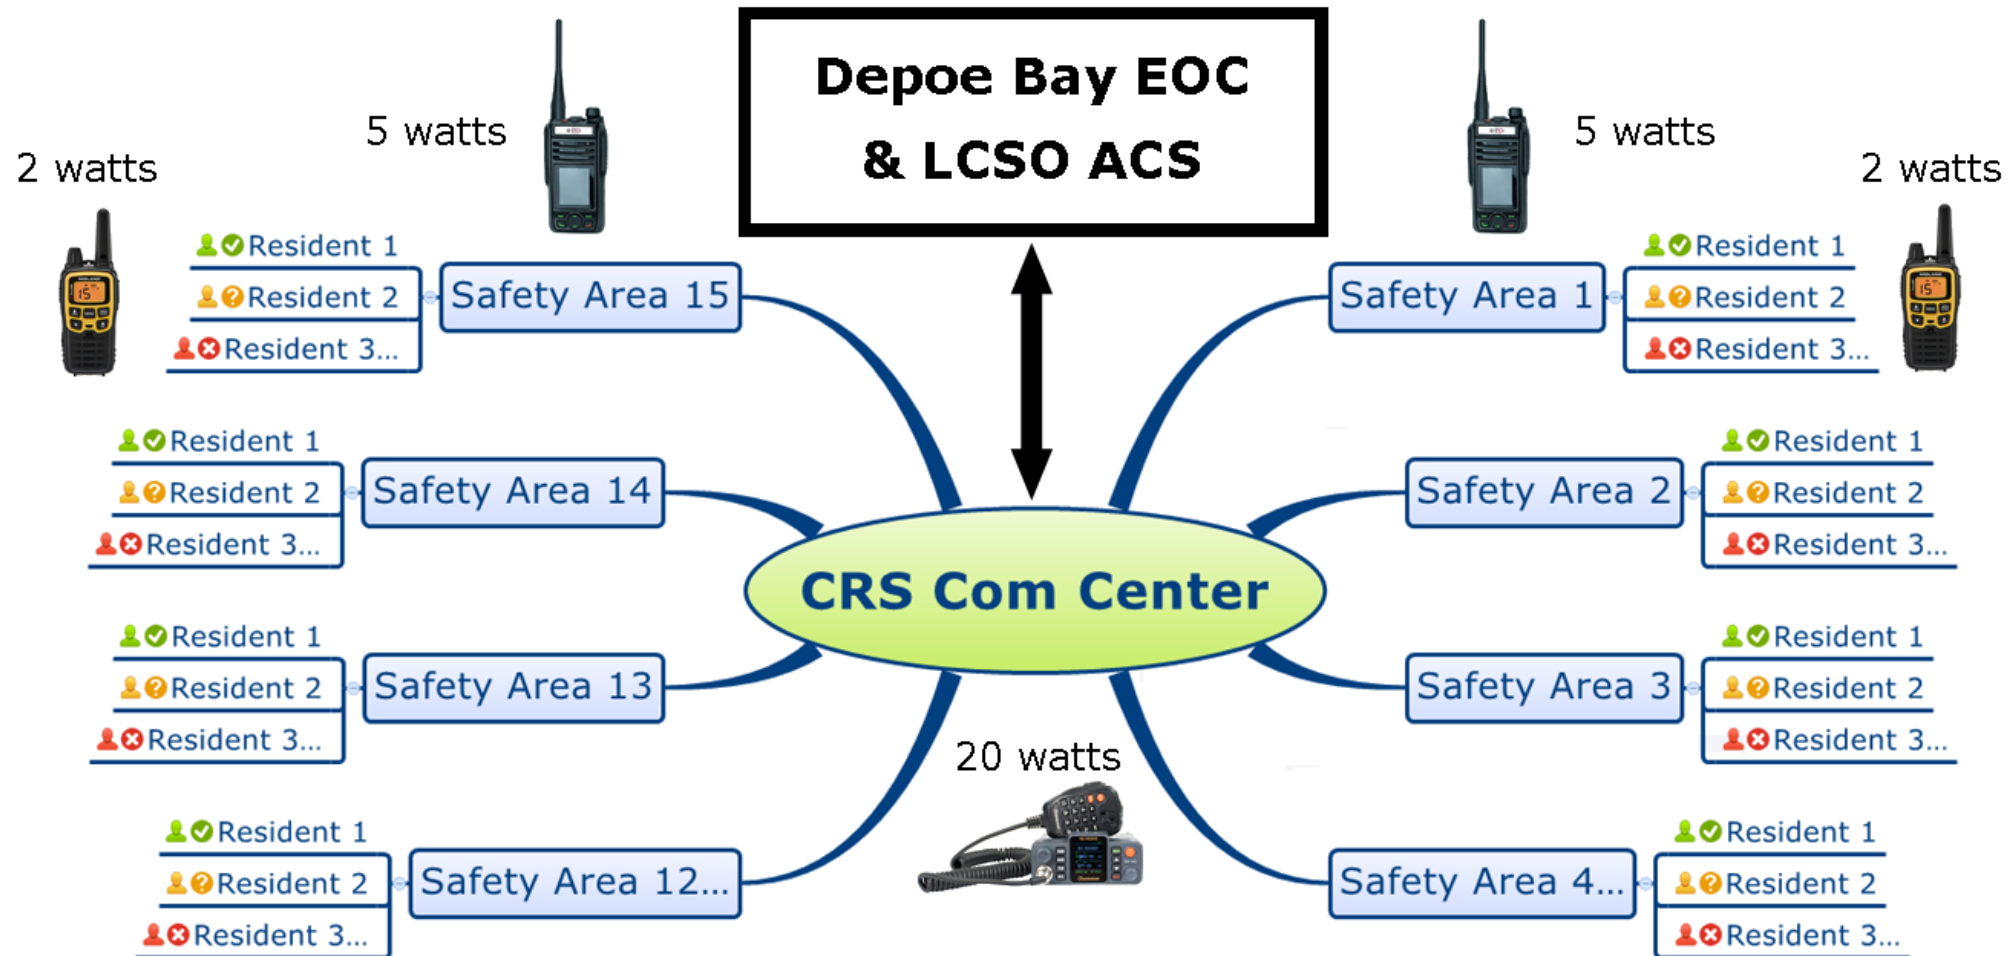 Depoe Bay EOC
& LCSO ACS
5 watts
2 watts
5 watts
2 watts
Resident 1
Resident 2
Resident 3...
Safety Area 15
Safety Area 1
Resident 1
Resident 2
Resident 3...
Resident 1
Resident 2
Resident 3...
Safety Area 14
Safety Area 2
Resident 1
Resident 2
Resident 3...
CRS Com Center
Resident 1
Resident 2
Resident 3...
Safety Area 13
Safety Area 3
Resident 1
Resident 2
Resident 3...
20 watts
Resident 1
Resident 2
Resident 3...
Safety Area 12...
Safety Area 4...
Resident 1
Resident 2
Resident 3...
15
15